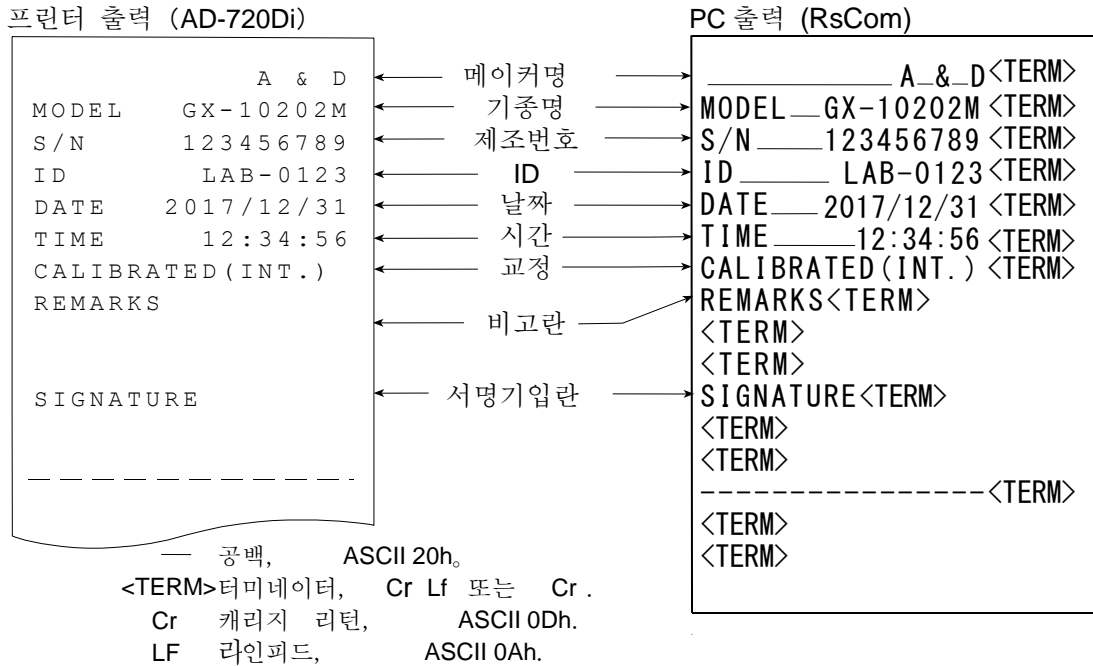 프린터 출력 (AD-720Di)
A & D
MODEL GX-10202M
S/N 123456789
ID LAB-0123
DATE 2017/12/31
TIME 12:34:56
CALIBRATED(INT.)
REMARKS
SIGNATURE
메이커명
기종명
제조번호
ID
날짜
시간
교정
비고란
서명기입란
PC 출력 (RsCom)
A_&_D<TERM>
MODEL__GX-10202M<TERM>
S/N____123456789<TERM>
ID______LAB-0123<TERM>
DATE__2017/12/31<TERM>
TIME____12:34:56<TERM>
CALIBRATED(INT.)<TERM>
REMARKS<TERM>
<TERM>
<TERM>
SIGNATURE<TERM>
<TERM>
<TERM>
----------------<TERM>
<TERM>
<TERM>
— 공백, ASCII 20h。
<TERM>터미네이터, Cr Lf 또는 Cr .
Cr 캐리지 리턴, ASCII 0Dh.
LF 라인피드, ASCII 0Ah.